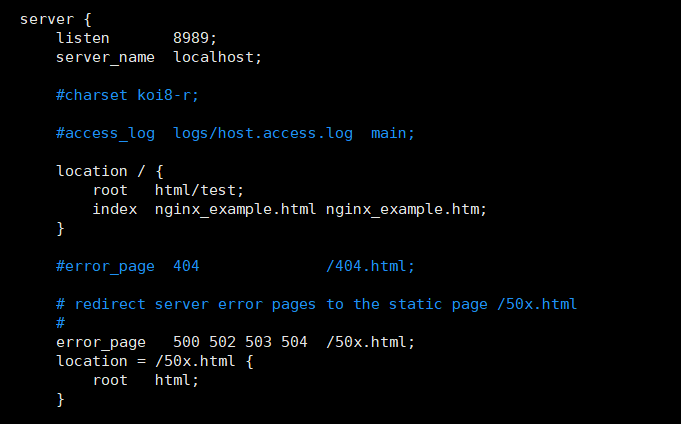 server {
    listen       8989;
    server_name  localhost;
    #charset koi8-r;
    #access_log  logs/host.access.log  main;
    location / {
        root   html/test;
        index  nginx_example.html nginx_example.htm;
    }
    #error_page  404              /404.html;
    # redirect server error pages to the static page /50x.html
    #
    error_page   500 502 503 504  /50x.html;
    location = /50x.html {
        root   html;
    }